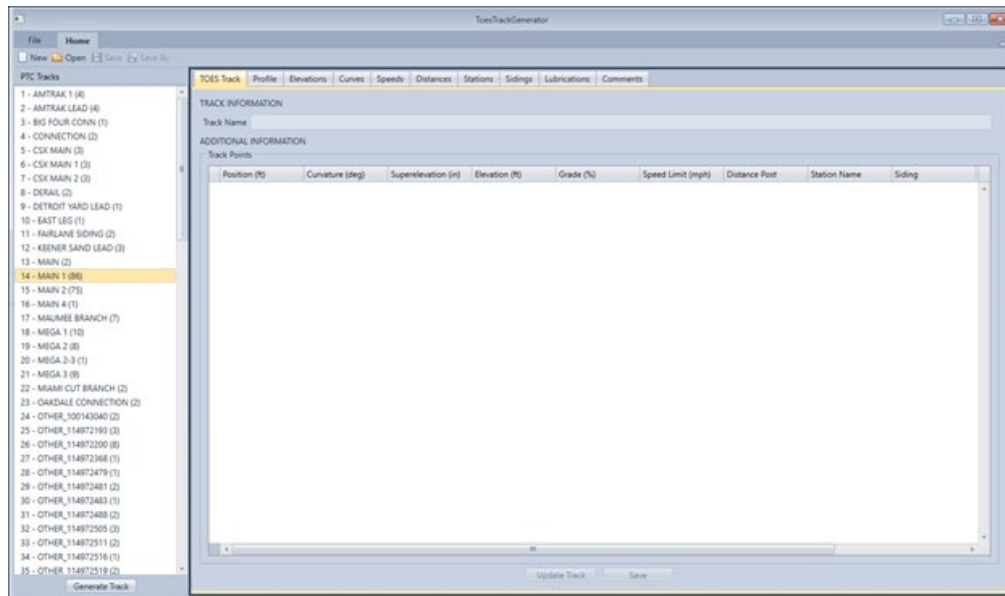 ToesTrackGenerator
File Home
New Open Save Save As
PTC Tracks
1 - AMTRAK 1 (4)
2 - AMTRAK LEAD (4)
3 - BIG FOUR CONN (1)
4 - CONNECTION (2)
5 - CSX MAIN (3)
6 - CSX MAIN 1 (3)
7 - CSX MAIN 2 (3)
8 - DERAIL (2)
9 - DETROIT YARD LEAD (1)
10 - EAST LEG (1)
11 - FAIRLANE SIDING (2)
12 - KEENER SAND LEAD (3)
13 - MAIN (2)
14 - MAIN 1 (86)
15 - MAIN 2 (75)
16 - MAIN 4 (1)
17 - MAUMEE BRANCH (7)
18 - MEGA 1 (10)
19 - MEGA 2 (8)
20 - MEGA 2-3 (1)
21 - MEGA 3 (9)
22 - MIAMI CUT BRANCH (2)
23 - OAKDALE CONNECTION (2)
24 - OTHER_100143040 (2)
25 - OTHER_114972193 (3)
26 - OTHER_114972200 (8)
27 - OTHER_114972368 (1)
28 - OTHER_114972479 (1)
29 - OTHER_114972481 (2)
30 - OTHER_114972483 (1)
31 - OTHER_114972488 (2)
32 - OTHER_114972505 (3)
33 - OTHER_114972511 (2)
34 - OTHER_114972516 (1)
35 - OTHER_114972519 (2)
Generate Track
TOES Track Profile Elevations Curves Speeds Distances Stations Sidings Lubrications Comments
TRACK INFORMATION
Track Name
ADDITIONAL INFORMATION
Track Points
Position (ft) Curvature (deg) Superelevation (in) Elevation (ft) Grade (%) Speed Limit (mph) Distance Post Station Name Siding
Update Track Save